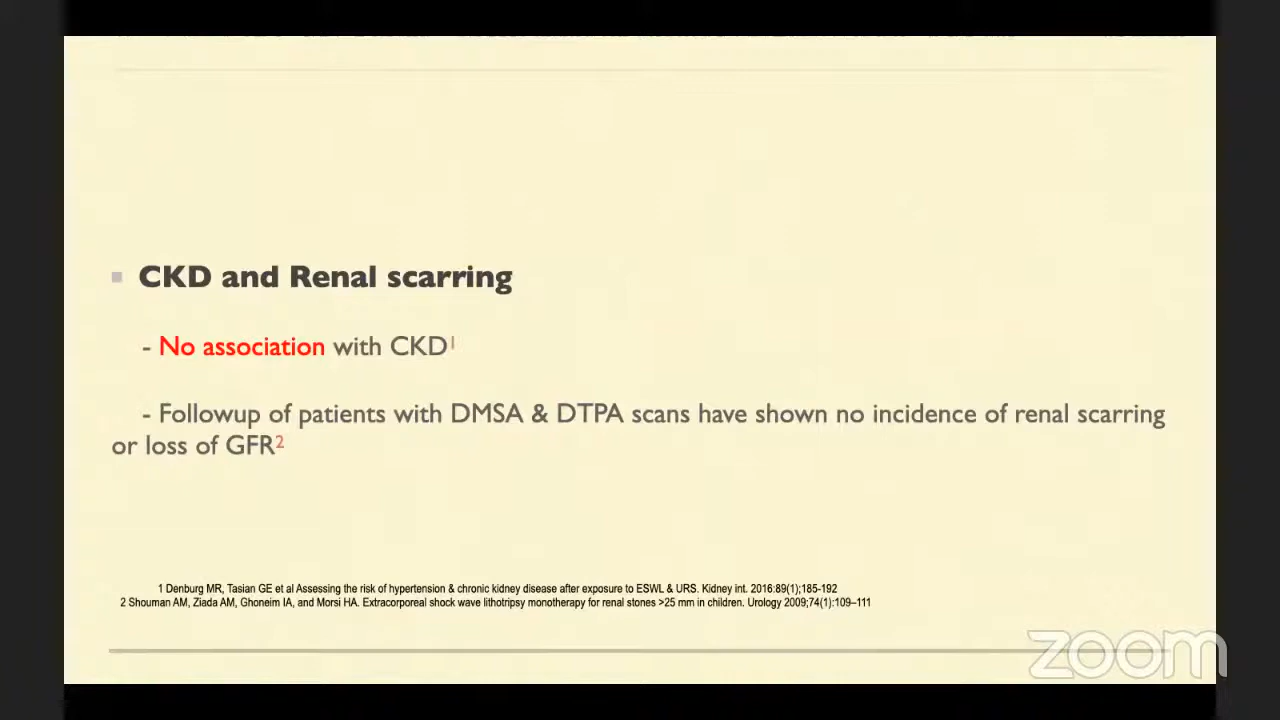 CKD and Renal scarring
- No association with CKD1
- Followup of patients with DMSA & DTPA scans have shown no incidence of renal scarring
or loss of GFR2
1 Denburg MR, Tasian GE et al Assessing the risk of hypertension & chronic kidney disease after exposure to ESWL & URS. Kidney int. 2016:89(1);185-192
2 Shouman AM, Ziada AM, Ghoneim IA, and Morsi HA. Extracorporeal shock wave lithotripsy monotherapy for renal stones >25 mm in children. Urology 2009;74(1):109–111
zoom